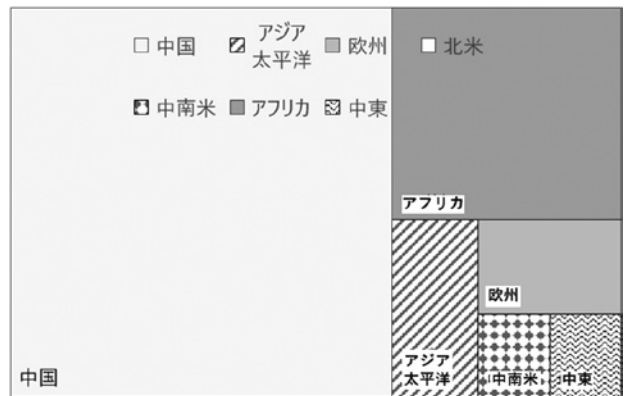 中国
アジア
太平洋
欧州
北米
中南米
アフリカ
中東
アフリカ
欧州
アジア
太平洋
中南米
中東
中国